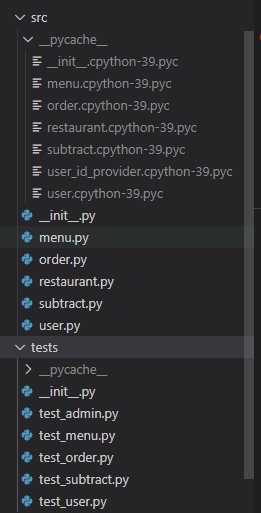 src
__pycache__
__init__.cpython-39.pyc
menu.cpython-39.pyc
order.cpython-39.pyc
restaurant.cpython-39.pyc
subtract.cpython-39.pyc
user_id_provider.cpython-39.pyc
user.cpython-39.pyc
__init__.py
menu.py
order.py
restaurant.py
subtract.py
user.py
tests
__pycache__
__init__.py
test_admin.py
test_menu.py
test_order.py
test_subtract.py
test_user.py